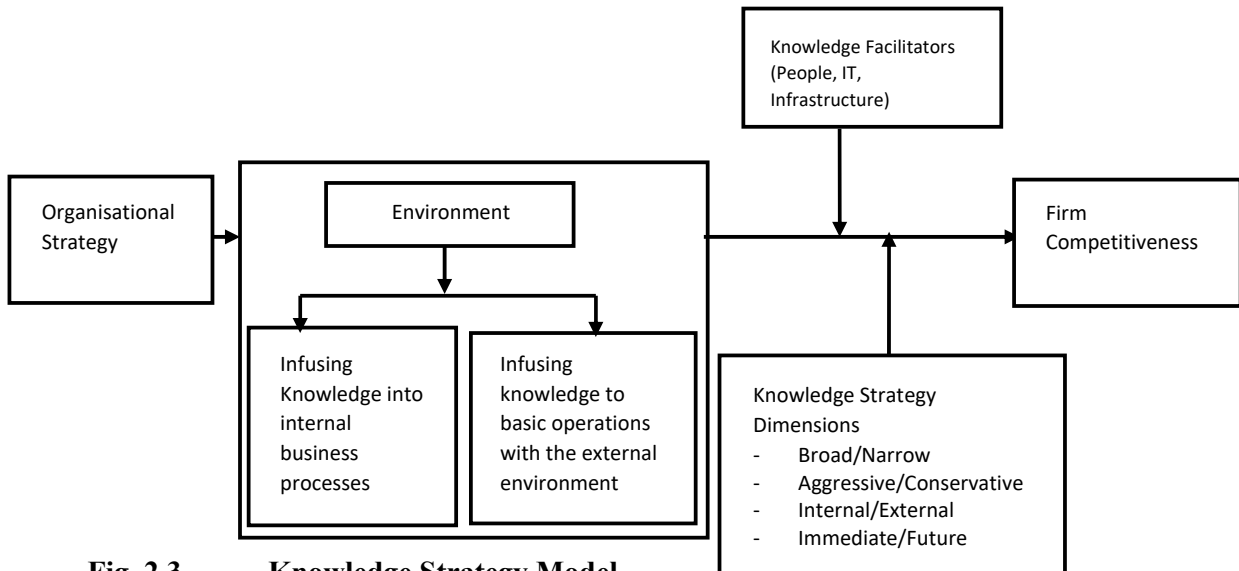 Knowledge Facilitators
(People, IT,
Infrastructure)
Organisational
Strategy
Environment
Firm
Competitiveness
Infusing
Knowledge into
internal
business
processes
Infusing
knowledge to
basic operations
with the external
environment
Knowledge Strategy
Dimensions
- Broad/Narrow
- Aggressive/Conservative
- Internal/External
- Immediate/Future
Fig. 2.3 Knowledge Strategy Model